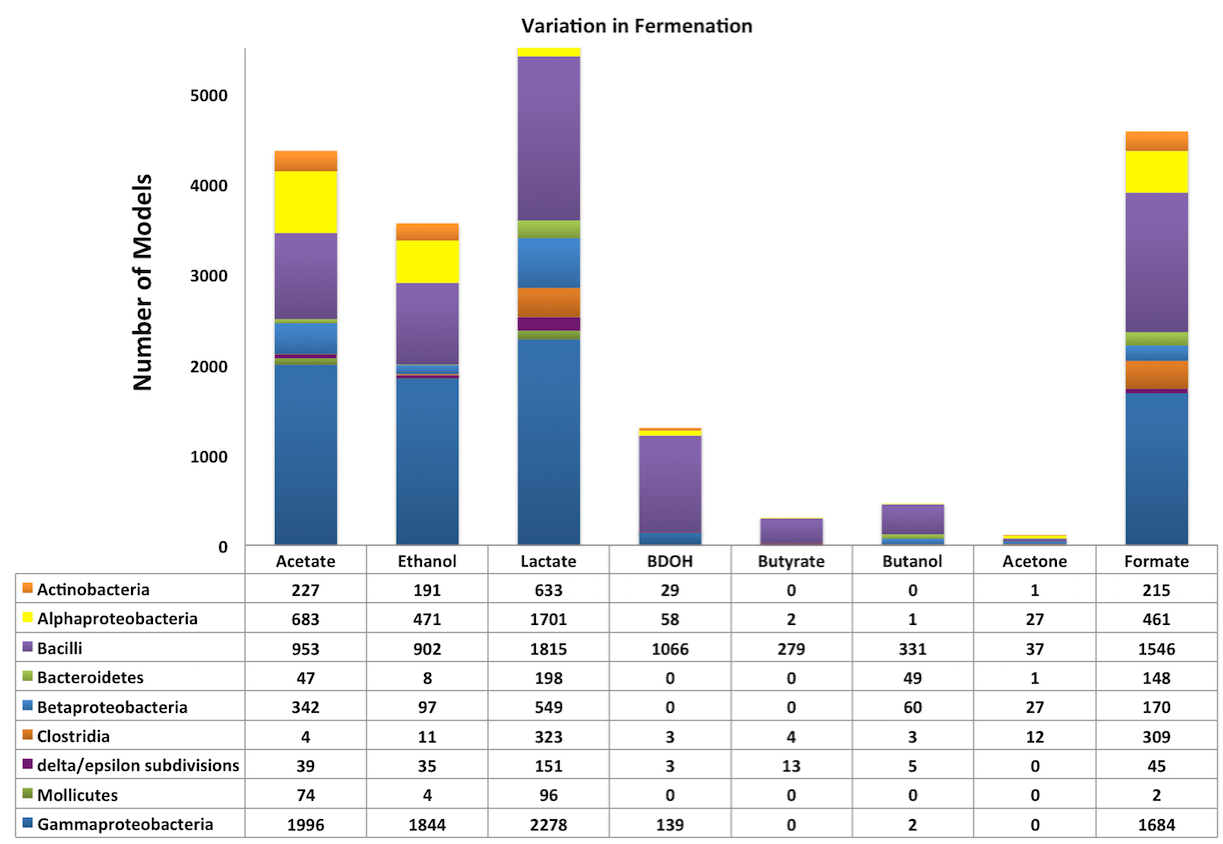 Variation in Fermenation
Number of Models
5000
4000
3000
2000
1000
0
Acetate Ethanol Lactate BDOH Butyrate Butanol Acetone Formate
Actinobacteria 227 191 633 29 0 0 1 215
Alphaproteobacteria 683 471 1701 58 2 1 27 461
Bacilli 953 902 1815 1066 279 331 37 1546
Bacteroidetes 47 8 198 0 0 49 1 148
Betaproteobacteria 342 97 549 0 0 60 27 170
Clostridia 4 11 323 3 4 3 12 309
delta/epsilon subdivisions 39 35 151 3 13 5 0 45
Mollicutes 74 4 96 0 0 0 0 2
Gammaproteobacteria 1996 1844 2278 139 0 2 0 1684